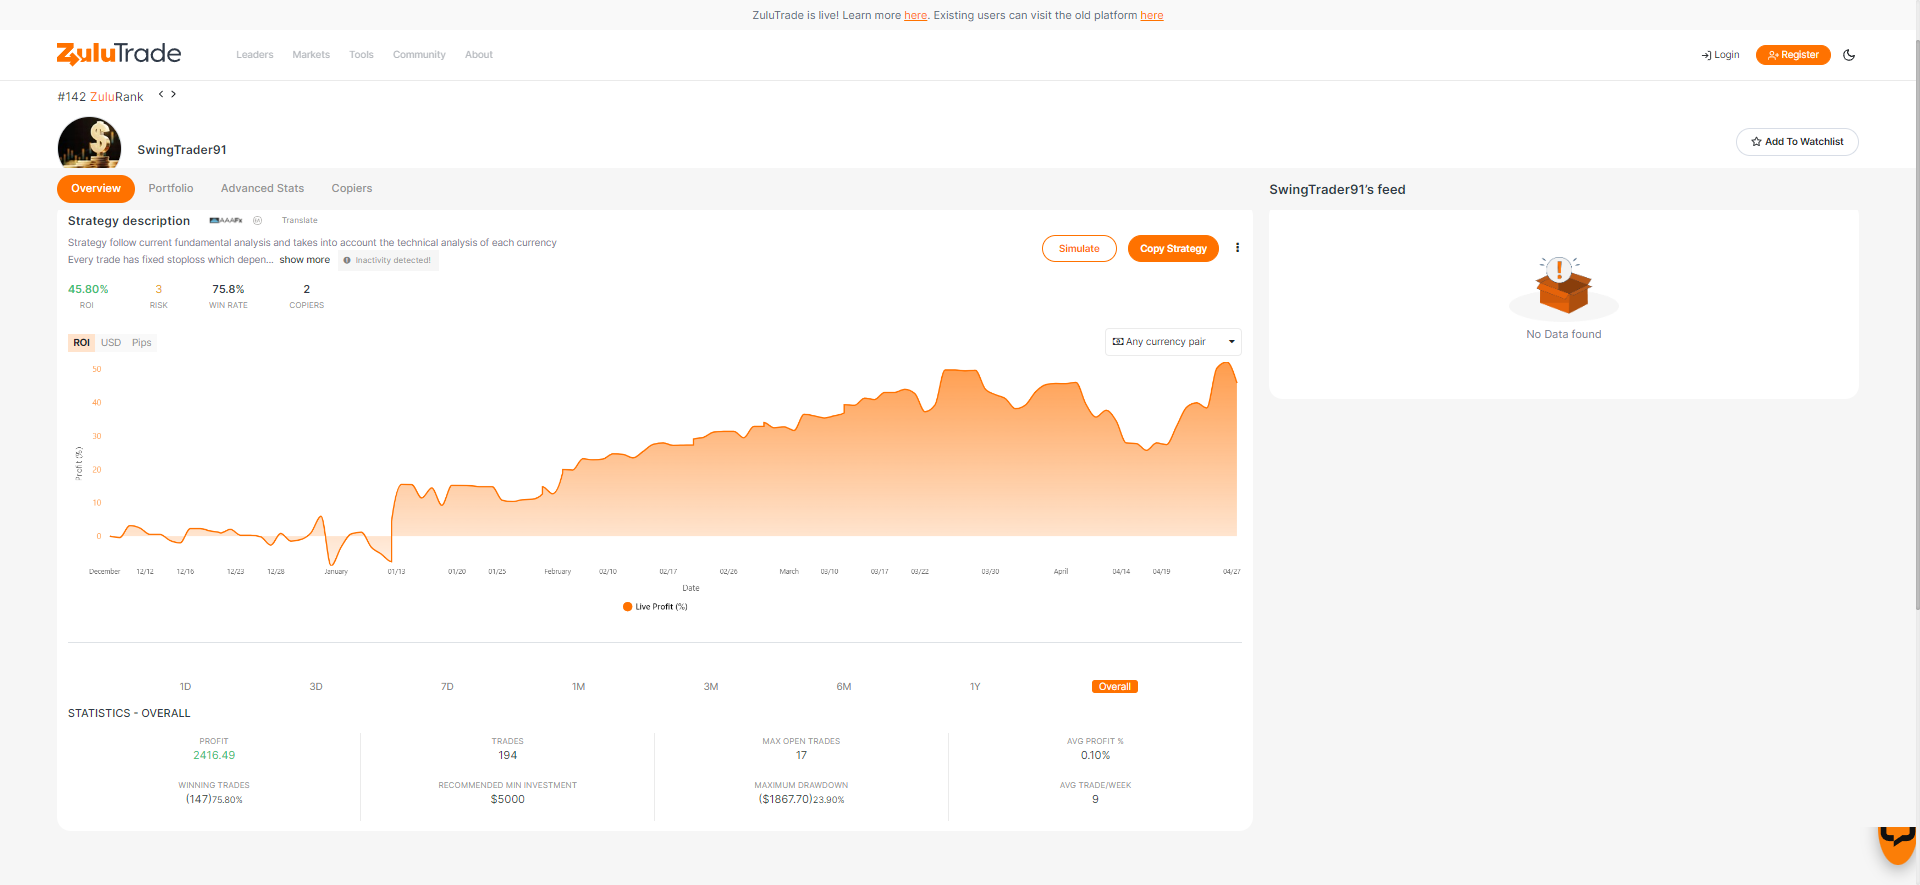 ZuluTrade is live! Learn more here. Existing users can visit the old platform here
ZuluTrade
Leaders Markets Tools Community About
Login Register
#142 ZuluRank < >
SwingTrader91
Add To Watchlist
Overview Portfolio Advanced Stats Copiers
SwingTrader91's feed
Strategy description AAAFx Translate
Strategy follow current fundamental analysis and takes into account the technical analysis of each currency
Every trade has fixed stoploss which depen... show more Inactivity detected!
Simulate Copy Strategy
45.80% 3 75.8% 2
ROI RISK WIN RATE COPIERS
No Data found
ROI USD Pips
Any currency pair
50
40
30
20
10
0
Profit (%)
December 12/12 12/16 12/23 12/28 January 01/13 01/20 01/25 February 02/10 02/17 02/26 March 03/10 03/17 03/22 03/30 April 04/14 04/19 04/27
Date
Live Profit (%)
1D 3D 7D 1M 3M 6M 1Y Overall
STATISTICS - OVERALL
PROFIT TRADES MAX OPEN TRADES AVG PROFIT %
2416.49 194 17 0.10%
WINNING TRADES RECOMMENDED MIN INVESTMENT MAXIMUM DRAWDOWN AVG TRADE/WEEK
(147)75.80% $5000 ($1867.70)23.90% 9